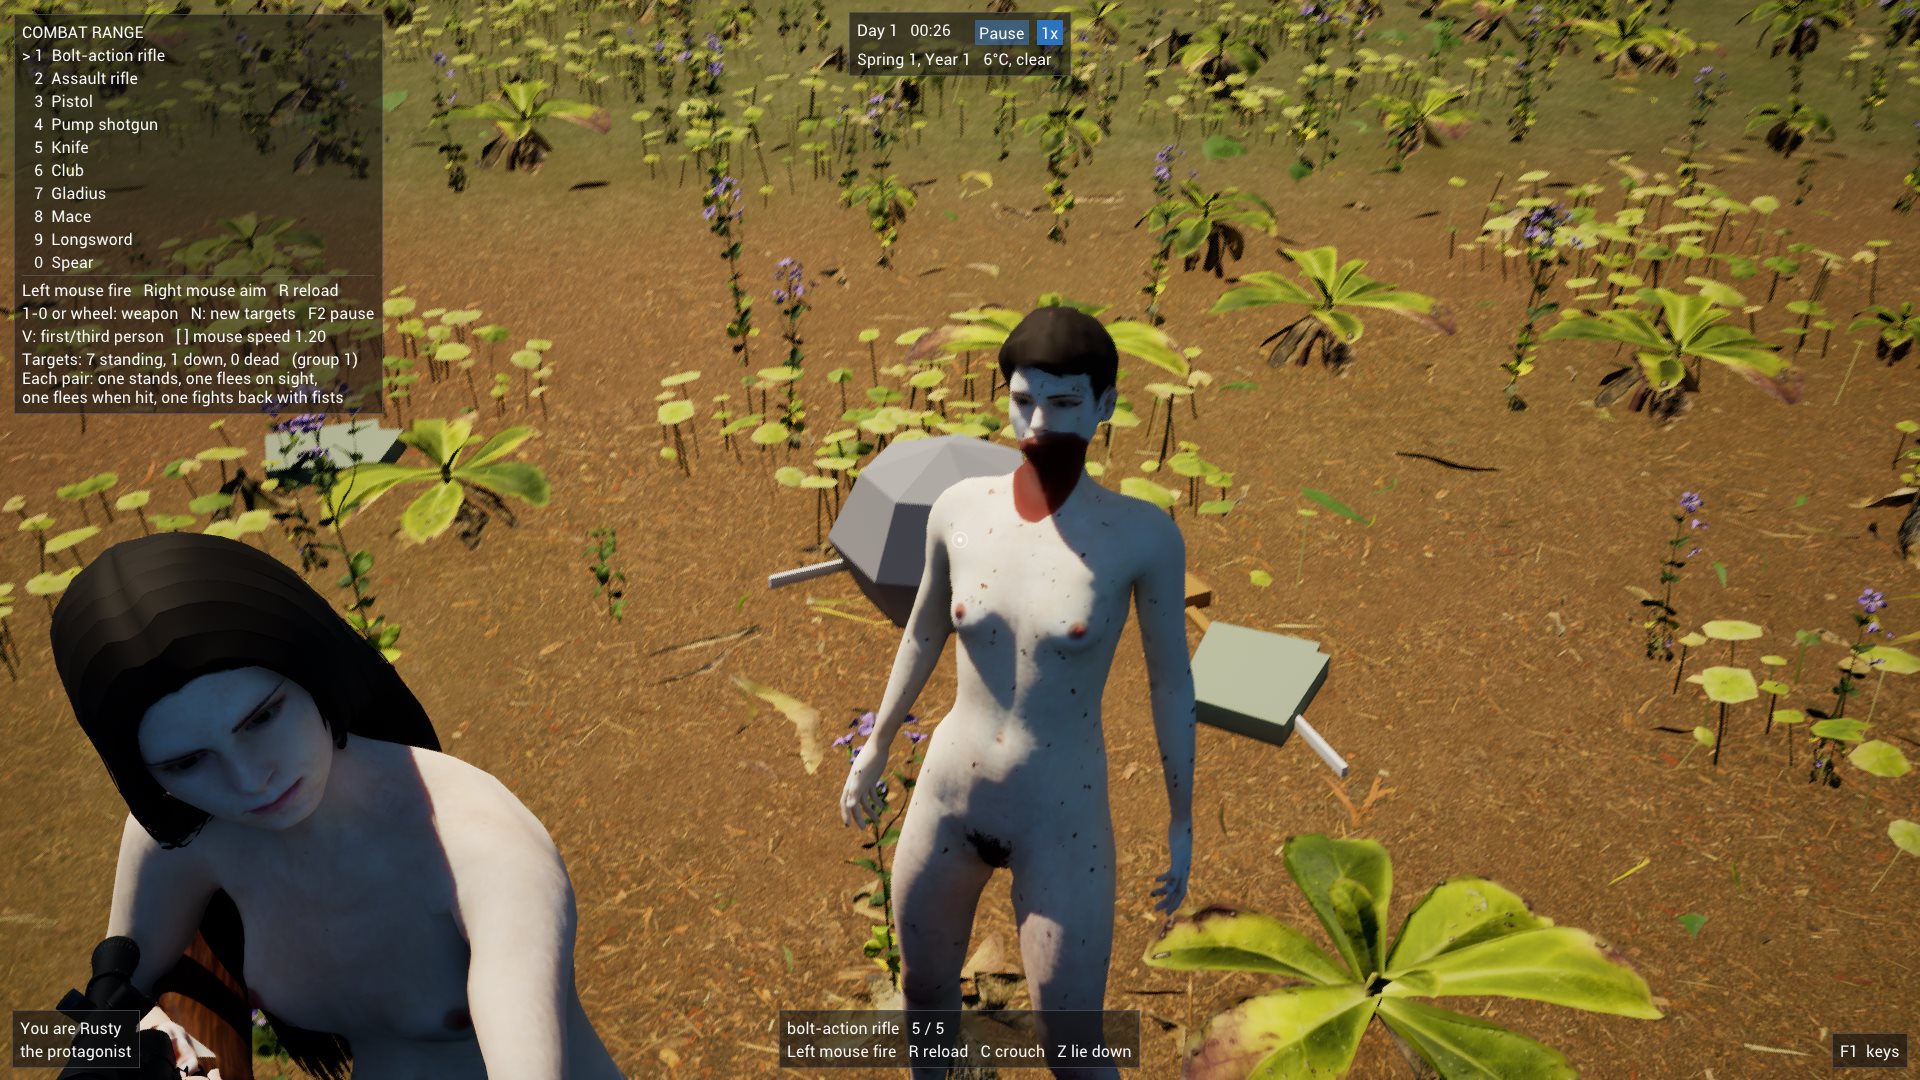 COMBAT RANGE
> 1 Bolt-action rifle
2 Assault rifle
3 Pistol
4 Pump shotgun
5 Knife
6 Club
7 Gladius
8 Mace
9 Longsword
0 Spear
Left mouse fire Right mouse aim R reload
1-0 or wheel: weapon N: new targets F2 pause
V: first/third person [ ] mouse speed 1.20
Targets: 7 standing, 1 down, 0 dead (group 1)
Each pair: one stands, one flees on sight,
one flees when hit, one fights back with fists
Day 1 00:26 Pause 1x
Spring 1, Year 1 6°C, clear
You are Rusty
the protagonist
bolt-action rifle 5 / 5
Left mouse fire R reload C crouch Z lie down
F1 keys